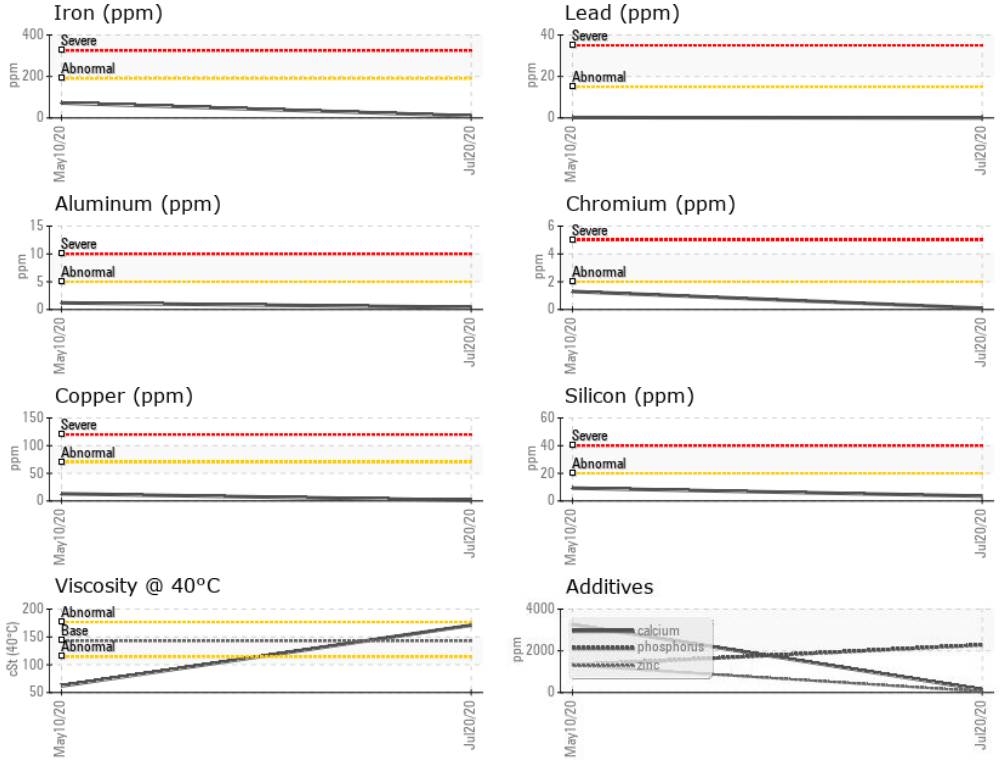 Iron (ppm)
400
Severe
200
Abnormal
0
ppm
May10/20
Jul20/20
Lead (ppm)
40
Severe
20
Abnormal
0
ppm
May10/20
Jul20/20
Aluminum (ppm)
15
10
Severe
5
Abnormal
0
ppm
May10/20
Jul20/20
Chromium (ppm)
6
Severe
4
2
Abnormal
0
ppm
May10/20
Jul20/20
Copper (ppm)
150
Severe
100
Abnormal
50
0
ppm
May10/20
Jul20/20
Silicon (ppm)
60
40
Severe
20
Abnormal
0
ppm
May10/20
Jul20/20
Viscosity @ 40°C
200
Abnormal
150
Base
Abnormal
100
50
cSt (40°C)
May10/20
Jul20/20
Additives
4000
calcium
phosphorus
2000
zinc
0
ppm
May10/20
Jul20/20